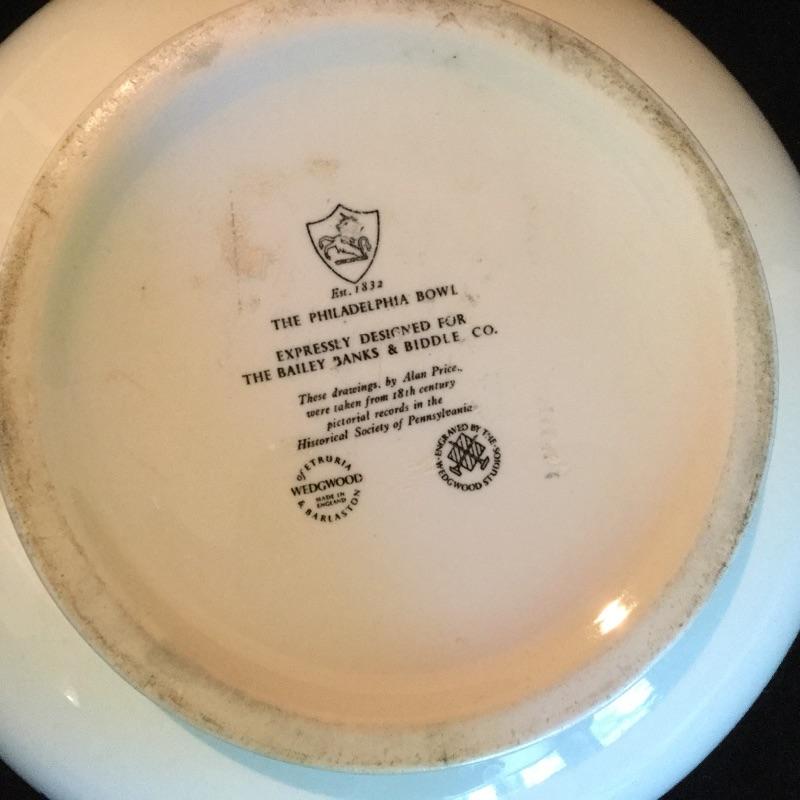 Est. 1832
THE PHILADELPHIA BOWL
EXPRESSLY DESIGNED FOR
THE BAILEY BANKS & BIDDLE CO.
These drawings, by Alan Price,
were taken from 18th century
pictorial records in the
Historical Society of Pennsylvania
of ETRURIA
WEDGWOOD
MADE IN
ENGLAND
& BARLASTON
ENGRAVED BY THE
WEDGWOOD STUDIOS